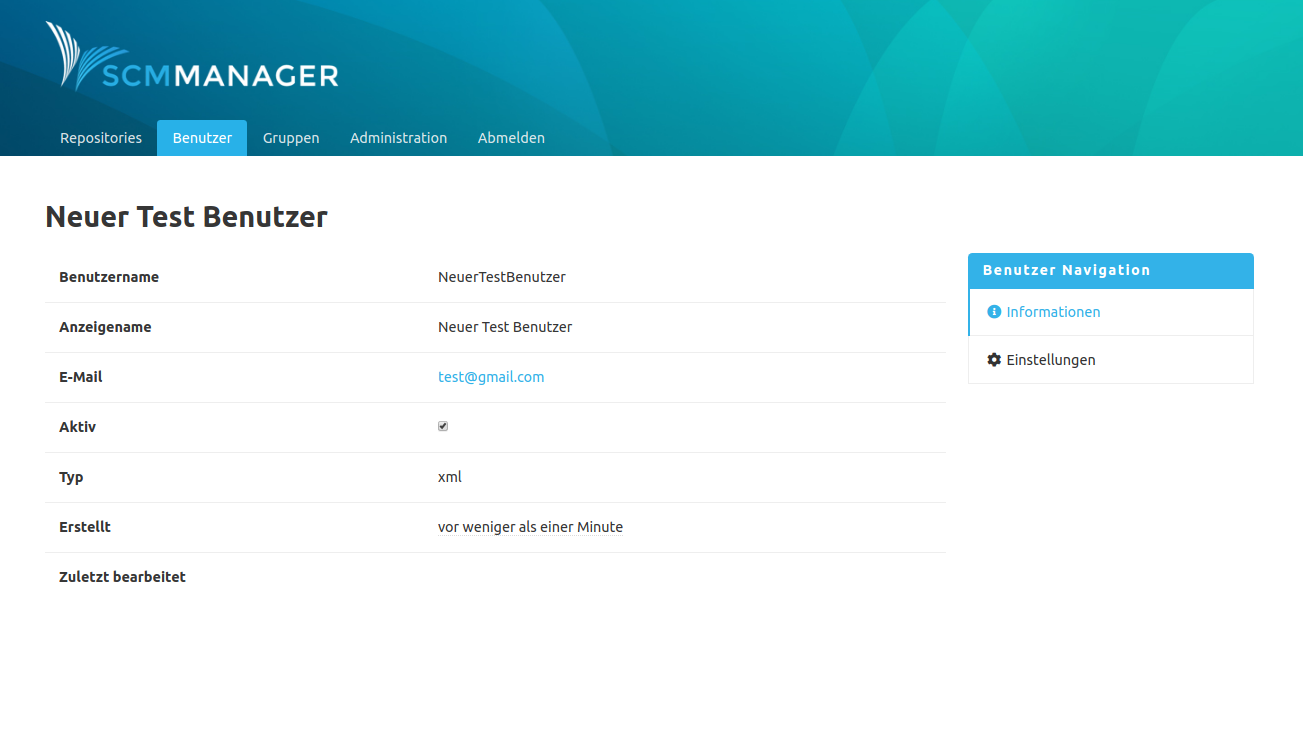 SCMMANAGER
Repositories Benutzer Gruppen Administration Abmelden
Neuer Test Benutzer
Benutzername NeuerTestBenutzer
Anzeigename Neuer Test Benutzer
E-Mail test@gmail.com
Aktiv
Typ xml
Erstellt vor weniger als einer Minute
Zuletzt bearbeitet
Benutzer Navigation
Informationen
Einstellungen